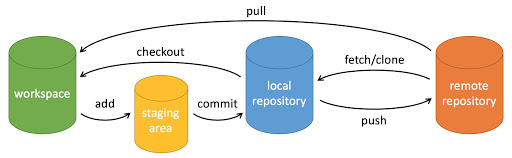 pull
checkout
fetch/clone
workspace
add
staging
area
commit
local
repository
push
remote
repository